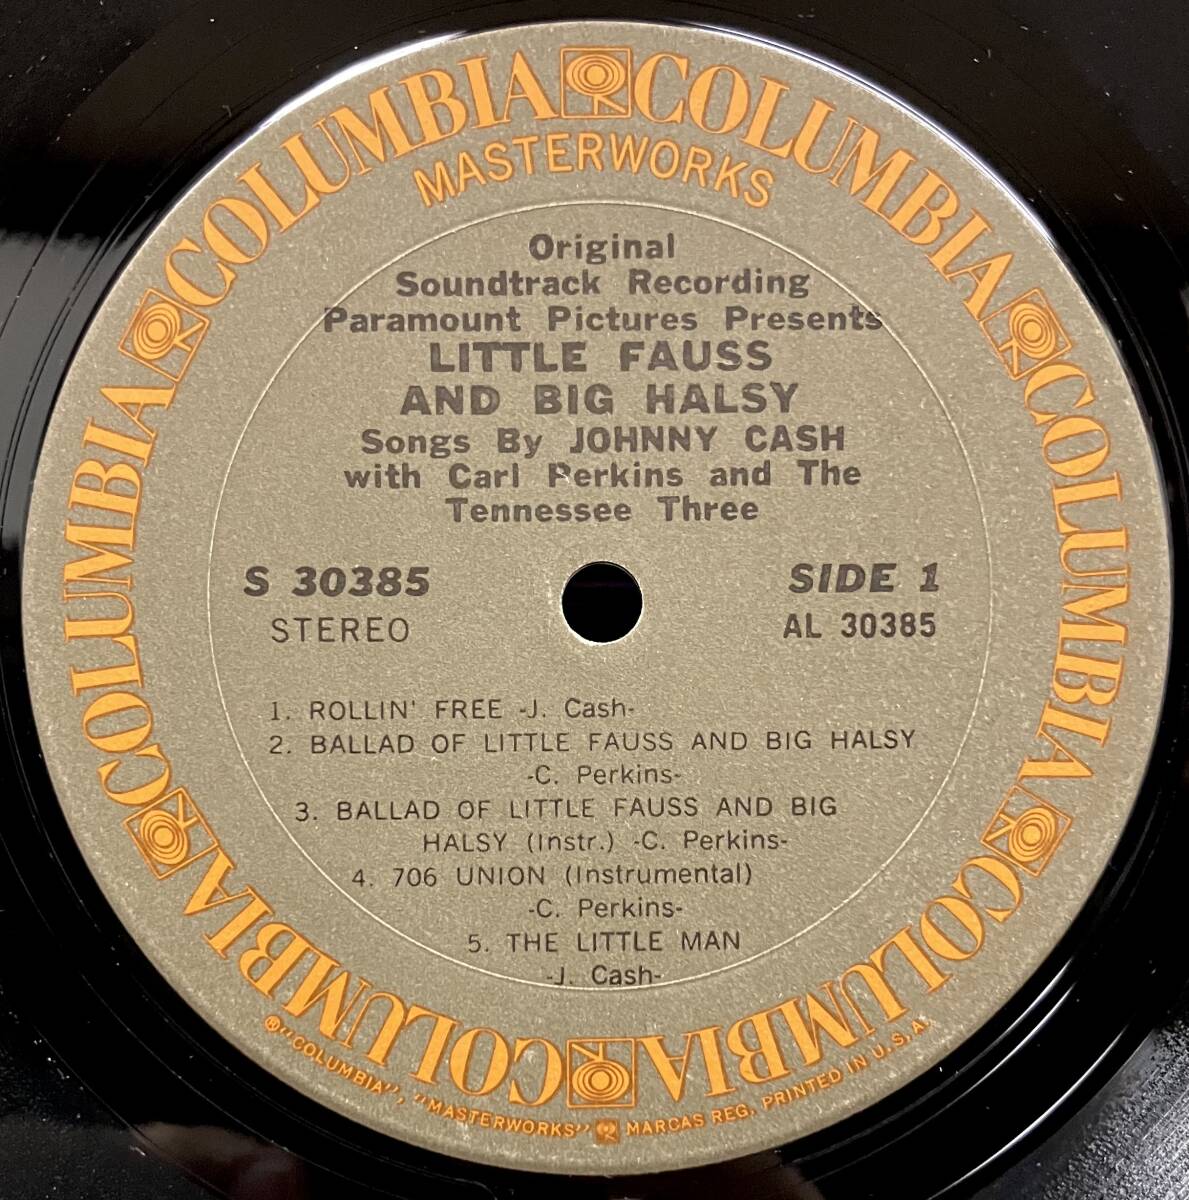 COLUMBIA COLUMBIA COLUMBIA COLUMBIA COLUMBIA COLUMBIA
MASTERWORKS
Original
Soundtrack Recording
Paramount Pictures Presents
LITTLE FAUSS
AND BIG HALSY
Songs By JOHNNY CASH
with Carl Perkins and The
Tennessee Three
S 30385
STEREO
SIDE 1
AL 30385
1. ROLLIN' FREE -J. Cash-
2. BALLAD OF LITTLE FAUSS AND BIG HALSY
-C. Perkins-
3. BALLAD OF LITTLE FAUSS AND BIG
HALSY (Instr.) -C. Perkins-
4. 706 UNION (Instrumental)
-C. Perkins-
5. THE LITTLE MAN
-J. Cash-
®"COLUMBIA", "MASTERWORKS" MARCAS REG. PRINTED IN U.S.A.